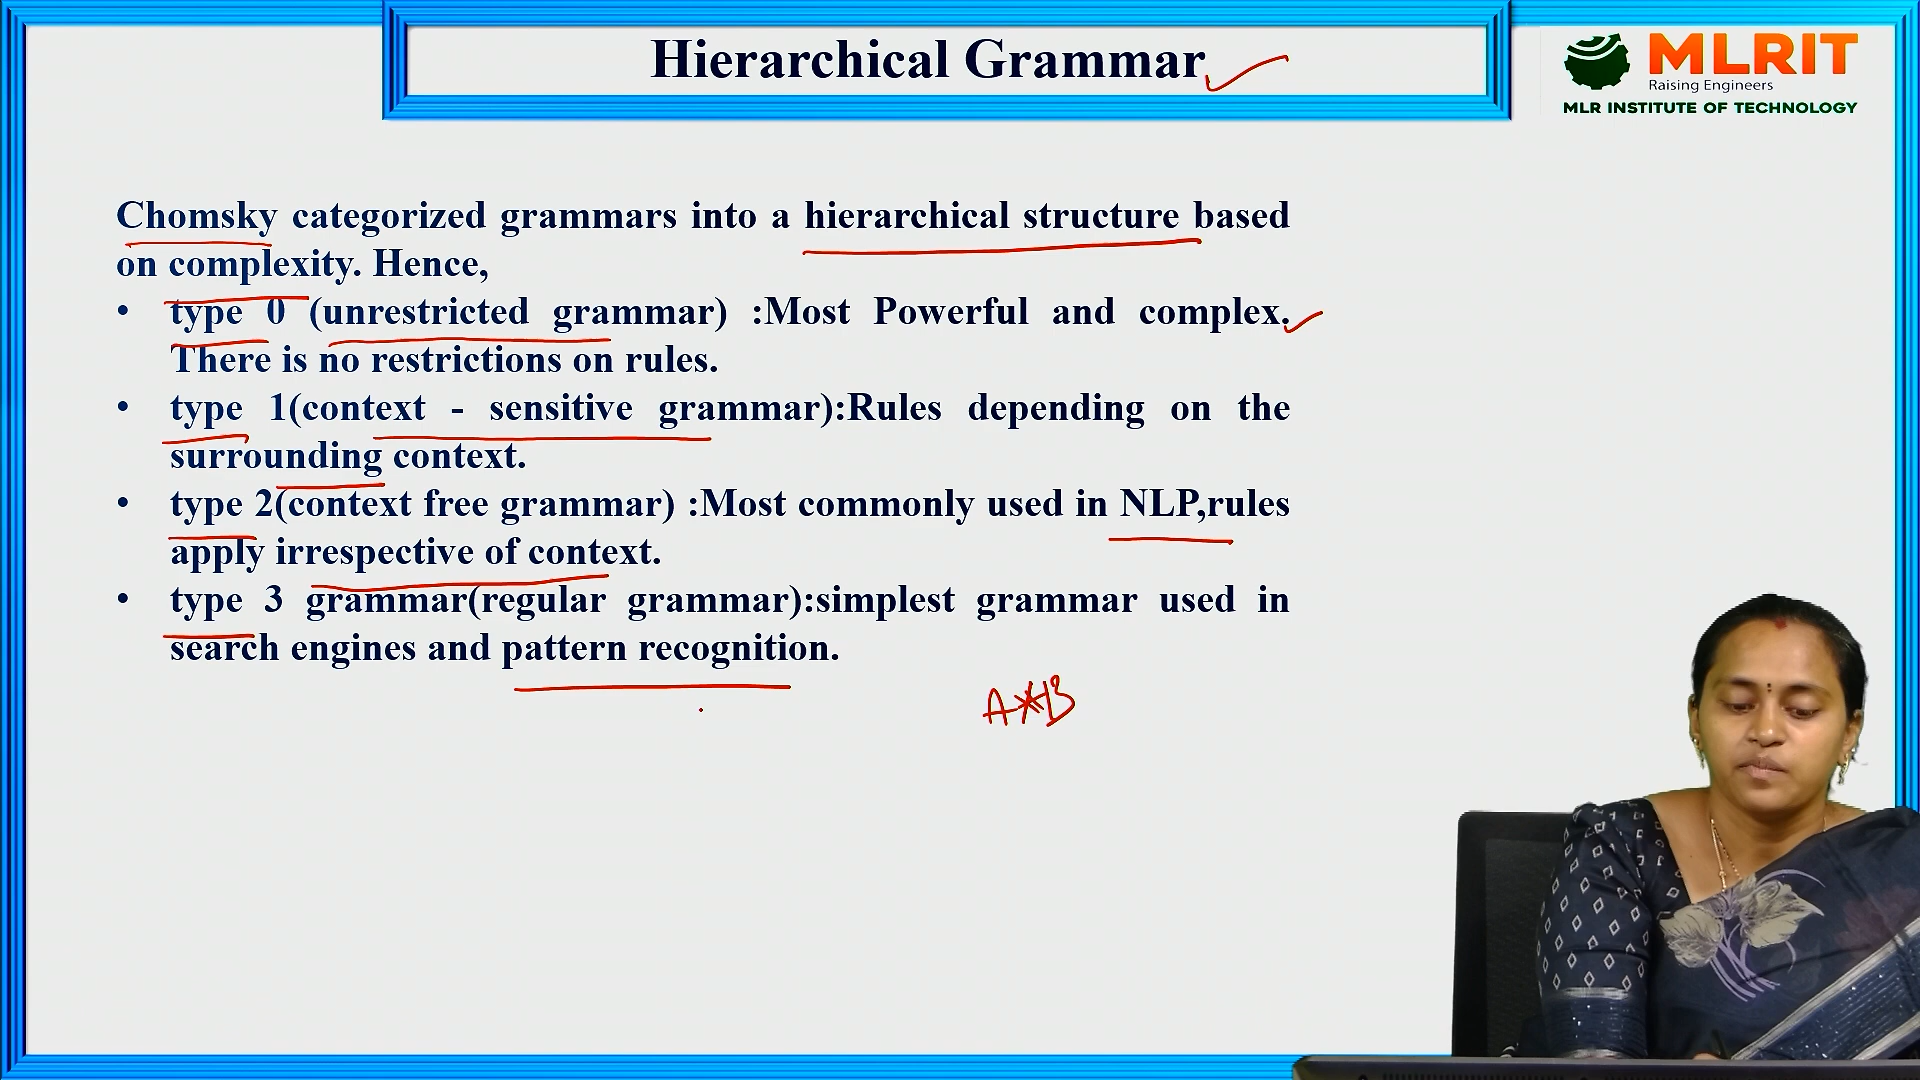 Hierarchical Grammar
MLRIT
Raising Engineers
MLR INSTITUTE OF TECHNOLOGY
Chomsky categorized grammars into a hierarchical structure based
on complexity. Hence,
• type 0 (unrestricted grammar) :Most Powerful and complex.
There is no restrictions on rules.
• type 1(context - sensitive grammar):Rules depending on the
surrounding context.
• type 2(context free grammar) :Most commonly used in NLP,rules
apply irrespective of context.
• type 3 grammar(regular grammar):simplest grammar used in
search engines and pattern recognition.
A*B